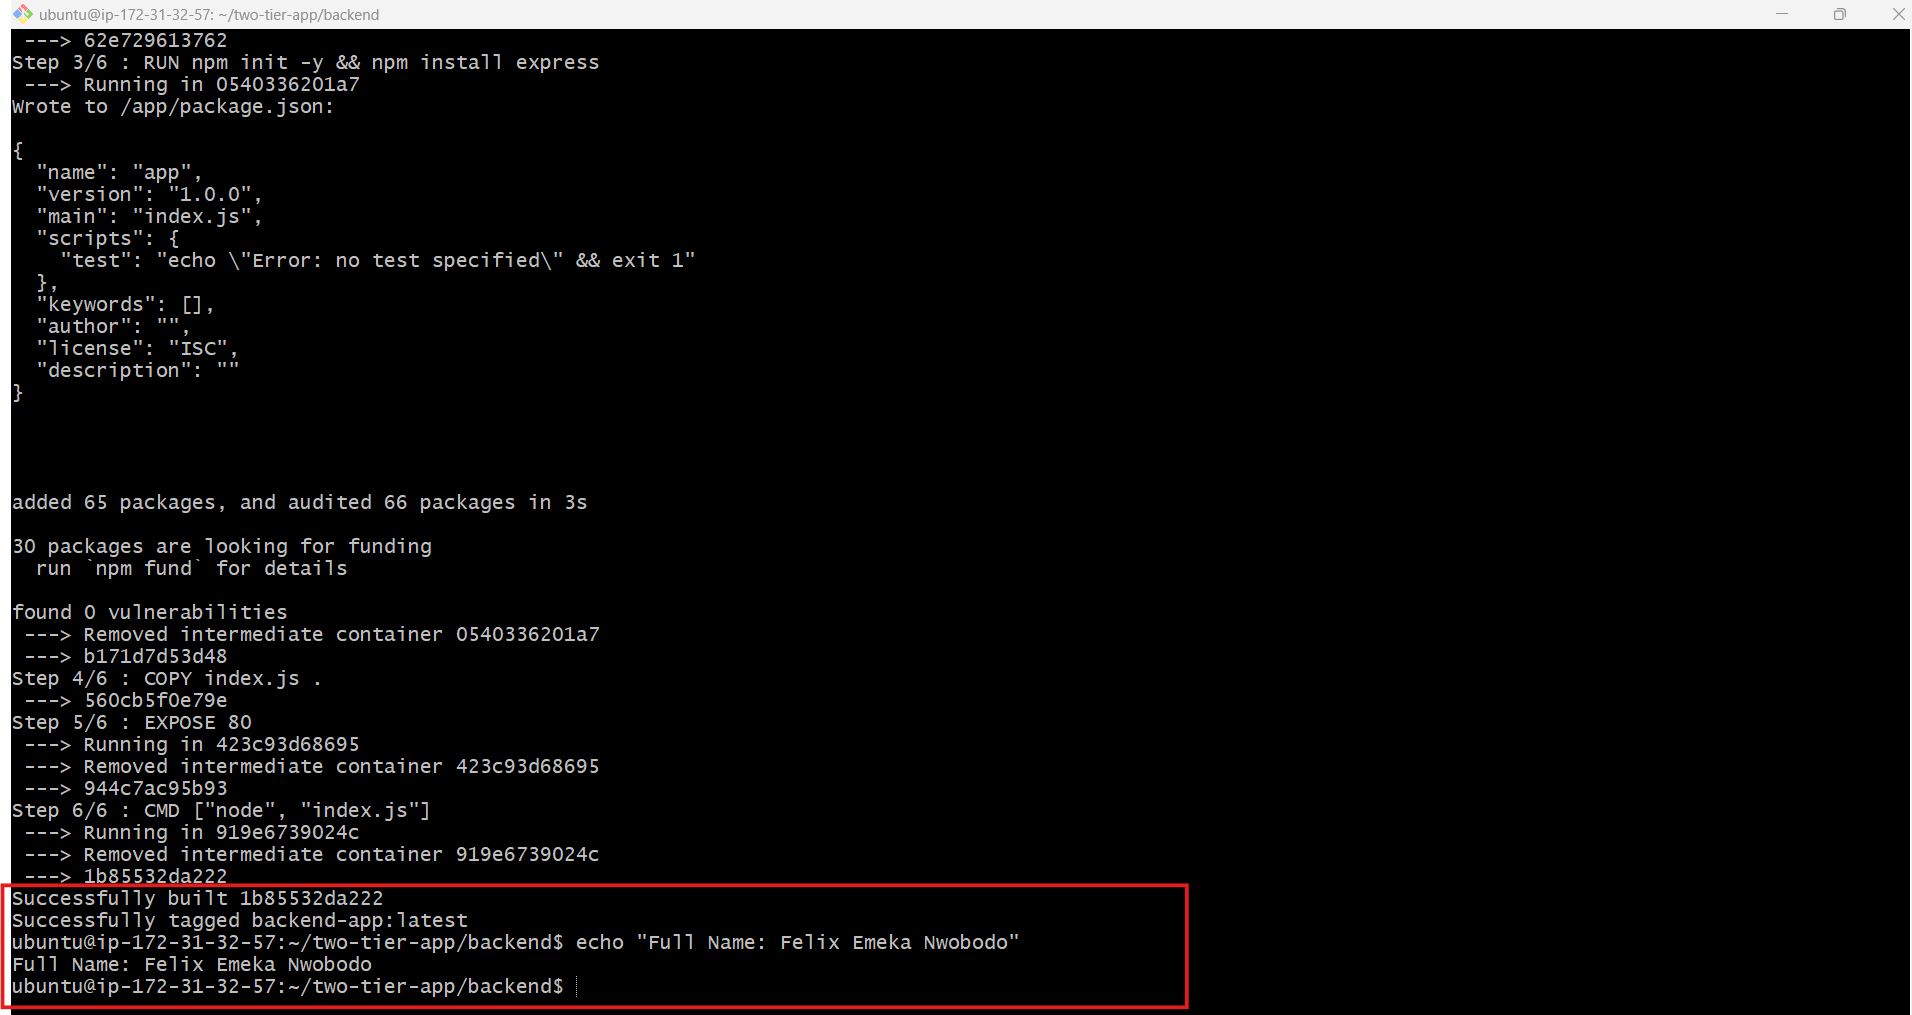 ubuntu@ip-172-31-32-57: ~/two-tier-app/backend
---> 62e729613762
Step 3/6 : RUN npm init -y && npm install express
---> Running in 0540336201a7
Wrote to /app/package.json:
{
"name": "app",
"version": "1.0.0",
"main": "index.js",
"scripts": {
"test": "echo \"Error: no test specified\" && exit 1"
},
"keywords": [],
"author": "",
"license": "ISC",
"description": ""
}
added 65 packages, and audited 66 packages in 3s
30 packages are looking for funding
run `npm fund` for details
found 0 vulnerabilities
---> Removed intermediate container 0540336201a7
---> b171d7d53d48
Step 4/6 : COPY index.js .
---> 560cb5f0e79e
Step 5/6 : EXPOSE 80
---> Running in 423c93d68695
---> Removed intermediate container 423c93d68695
---> 944c7ac95b93
Step 6/6 : CMD ["node", "index.js"]
---> Running in 919e6739024c
---> Removed intermediate container 919e6739024c
---> 1b85532da222
Successfully built 1b85532da222
Successfully tagged backend-app:latest
ubuntu@ip-172-31-32-57:~/two-tier-app/backend$ echo "Full Name: Felix Emeka Nwobodo"
Full Name: Felix Emeka Nwobodo
ubuntu@ip-172-31-32-57:~/two-tier-app/backend$